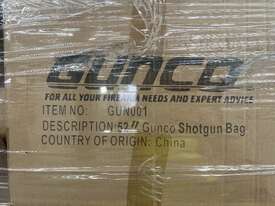 GUNCO
FOR ALL YOUR FIREARM NEEDS AND EXPERT ADVICE
ITEM NO: GUN001
DESCRIPTION: 52" Gunco Shotgun Bag
COUNTRY OF ORIGIN: China